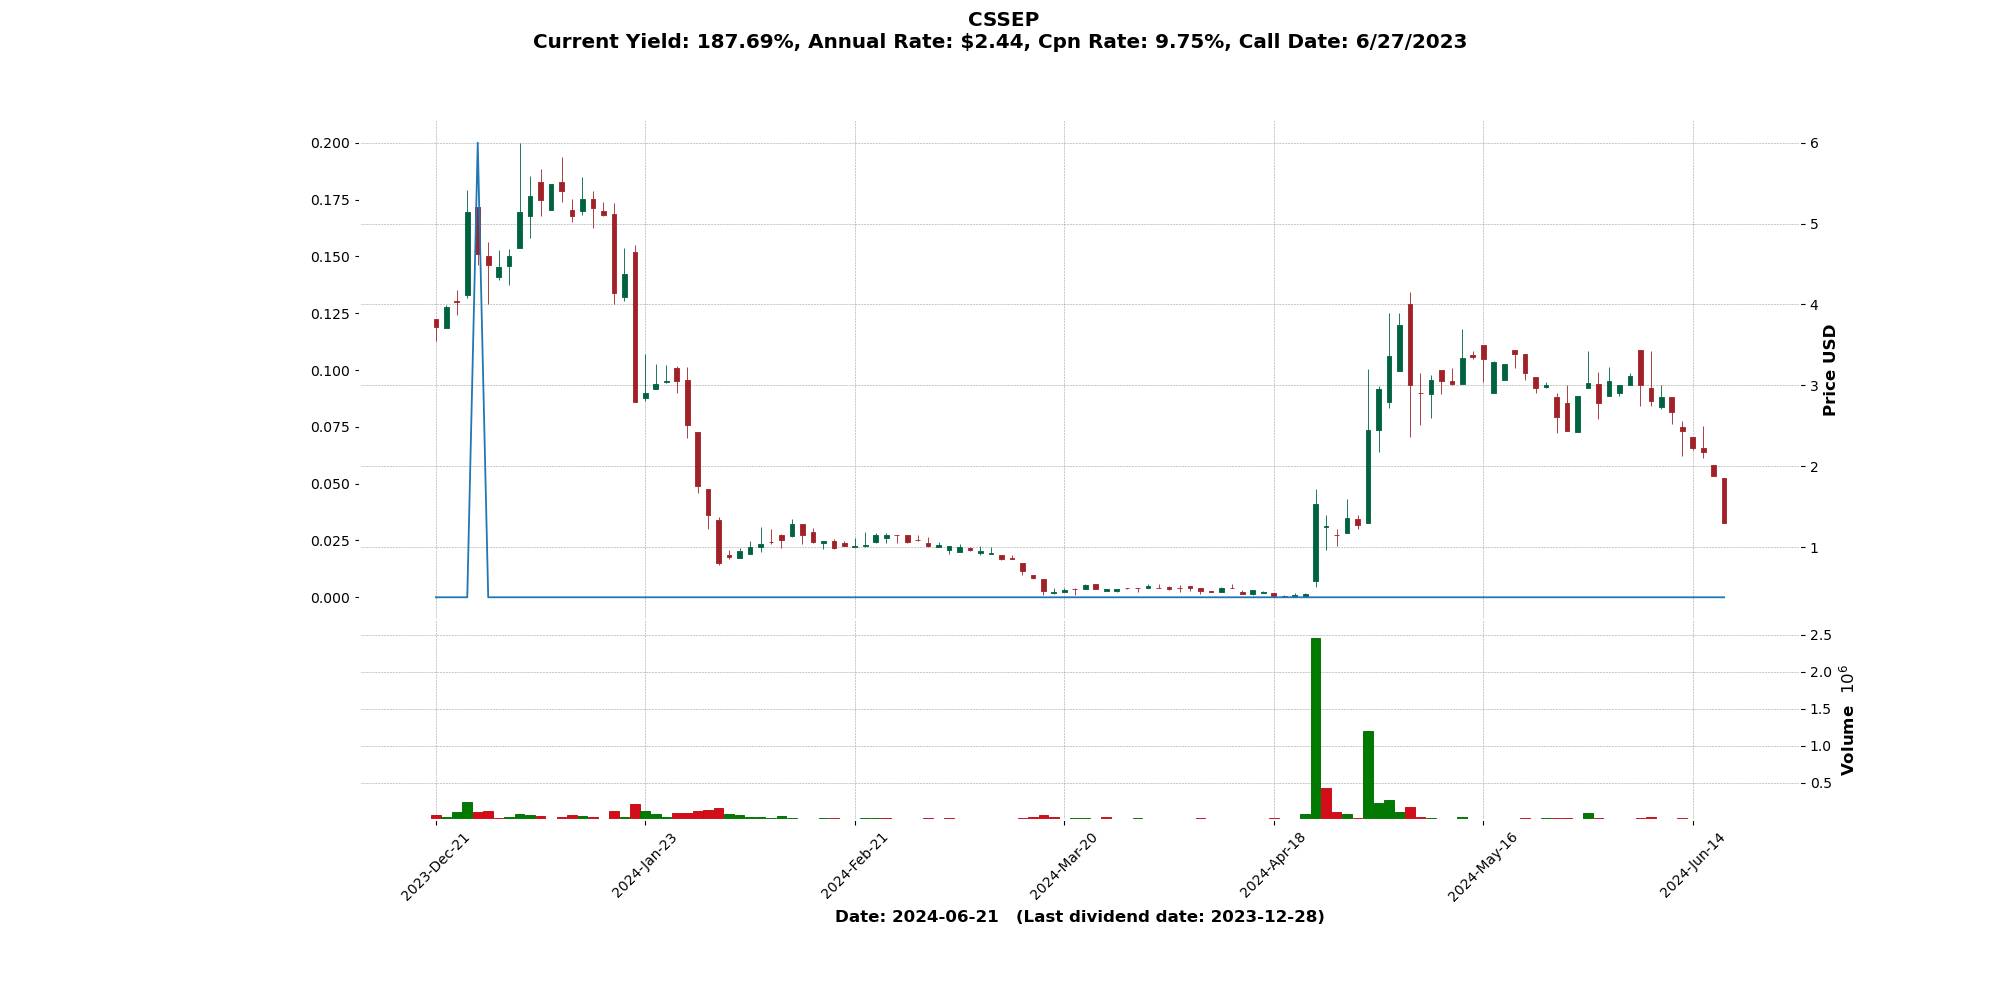 CSSEP
Current Yield: 187.69%, Annual Rate: $2.44, Cpn Rate: 9.75%, Call Date: 6/27/2023
0.200
0.175
0.150
0.125
0.100
0.075
0.050
0.025
0.000
6
5
4
3
2
1
Price USD
2.5
2.0
1.5
1.0
0.5
Volume 10^6
2023-Dec-21
2024-Jan-23
2024-Feb-21
2024-Mar-20
2024-Apr-18
2024-May-16
2024-Jun-14
Date: 2024-06-21 (Last dividend date: 2023-12-28)